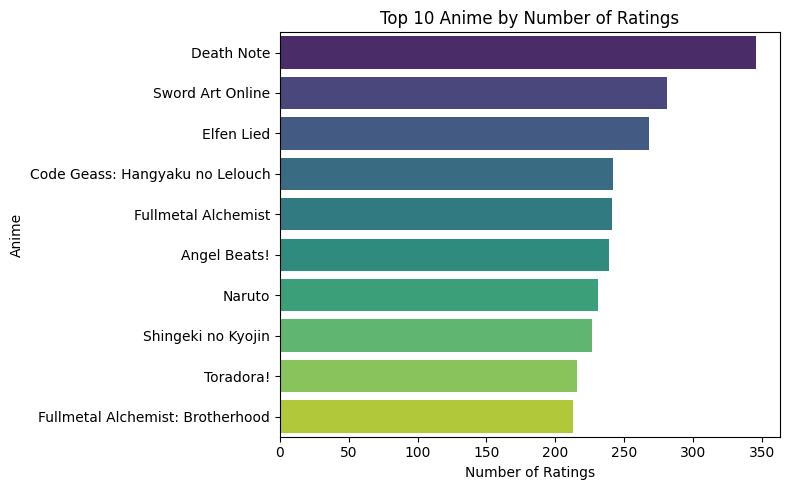 Top 10 Anime by Number of Ratings
Anime
Death Note
Sword Art Online
Elfen Lied
Code Geass: Hangyaku no Lelouch
Fullmetal Alchemist
Angel Beats!
Naruto
Shingeki no Kyojin
Toradora!
Fullmetal Alchemist: Brotherhood
0 50 100 150 200 250 300 350
Number of Ratings